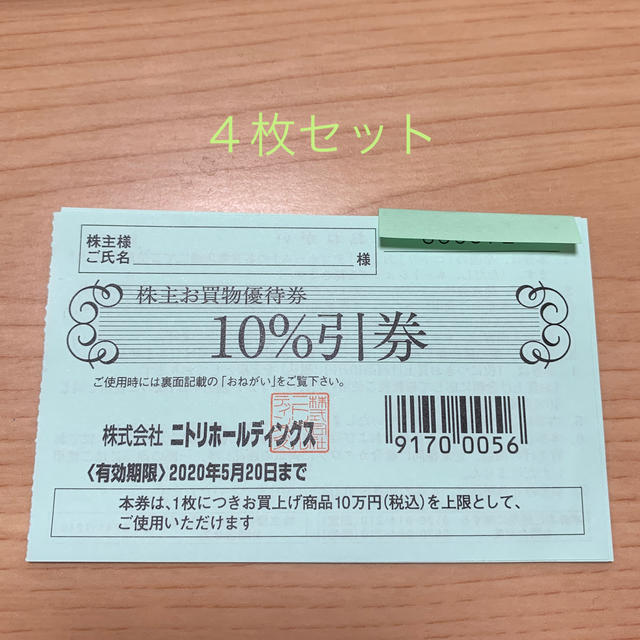 4枚セット
株主様
ご氏名 様
株主お買物優待券
10%引券
ご使用時には裏面記載の「おねがい」をご覧下さい。
株式会社 ニトリホールディングス
9170 0056
〈有効期限〉2020年5月20日まで
本券は、1枚につきお買上げ商品10万円(税込)を上限として、
ご使用いただけます